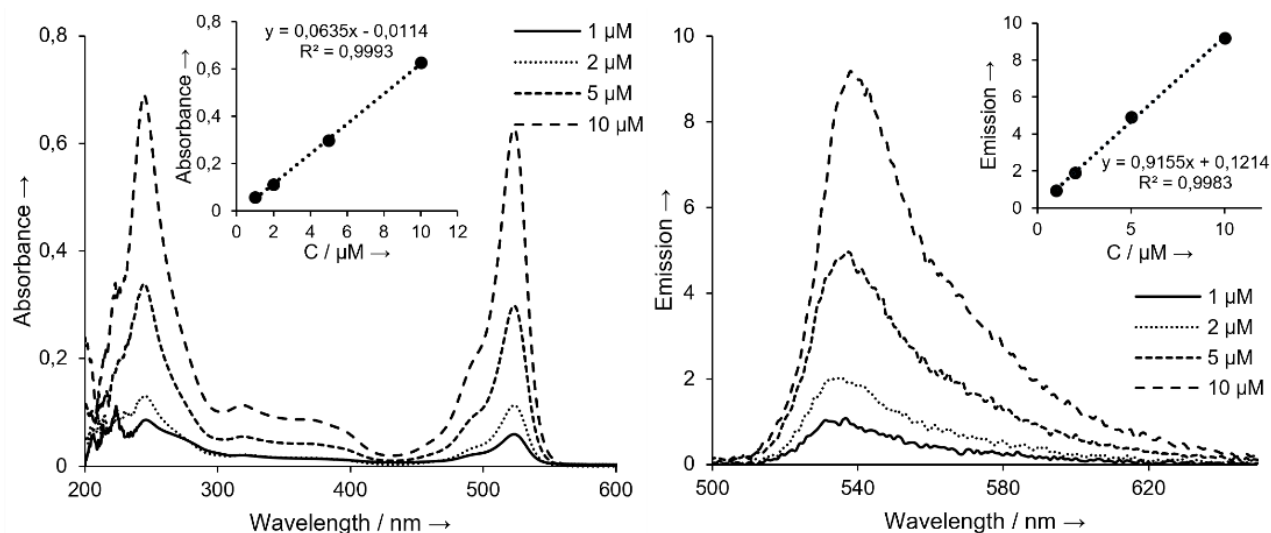 y = 0,0635x - 0,0114
R² = 0,9993
0,8
0,6
0,4
0,2
0
0 2 4 6 8 10 12
C / µM →
Absorbance →
1 µM
2 µM
5 µM
10 µM
0,8
0,6
0,4
0,2
0
200 300 400 500 600
Wavelength / nm →
Absorbance →
10
8
6
4
2
0
0 5 10
C / µM →
Emission →
y = 0,9155x + 0,1214
R² = 0,9983
1 µM
2 µM
5 µM
10 µM
10
8
6
4
2
0
500 540 580 620
Wavelength / nm →
Emission →